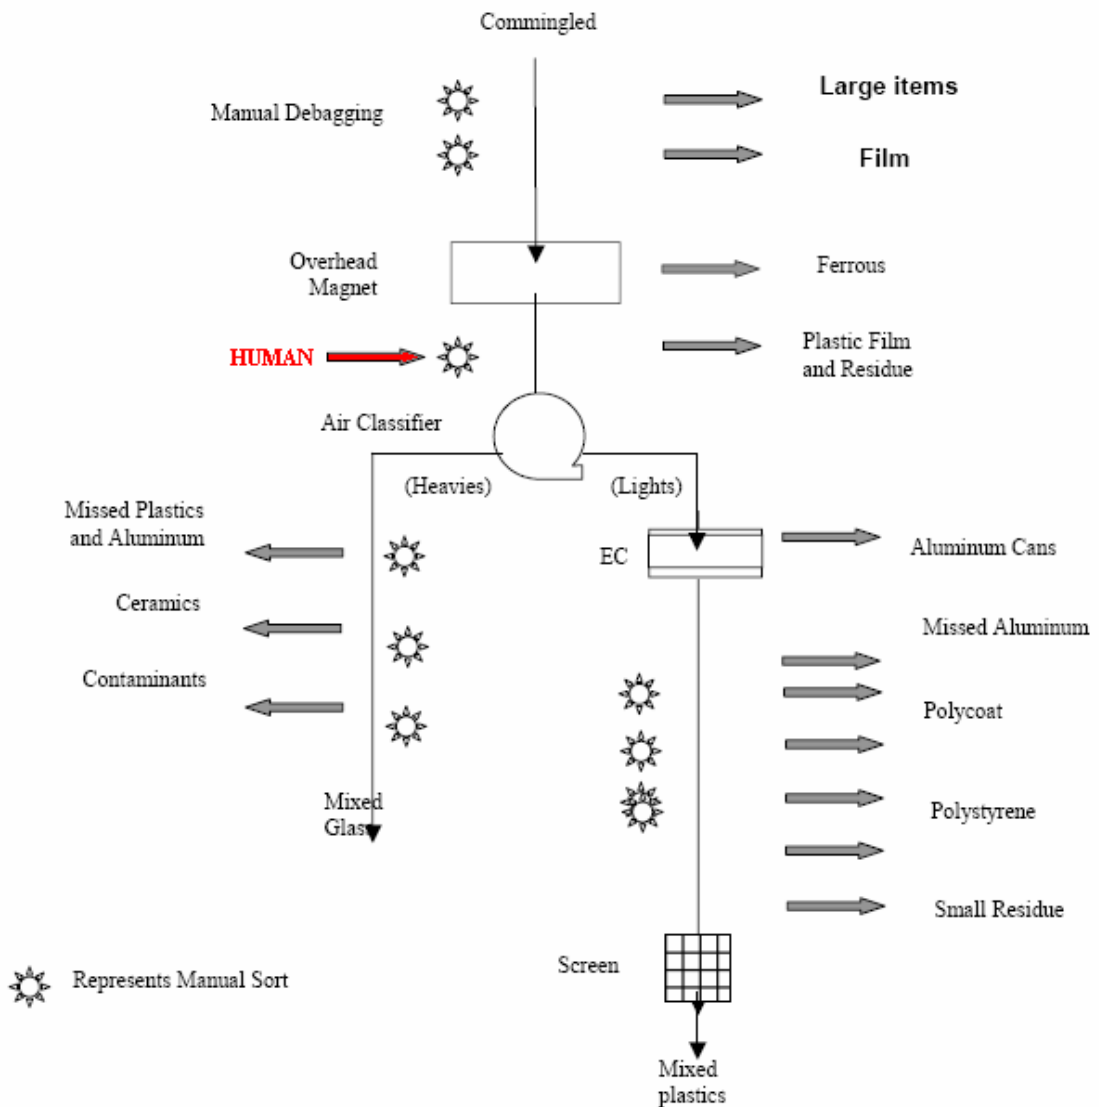 Commingled
Large items
Manual Debagging
Film
Overhead
Magnet
Ferrous
HUMAN
Plastic Film
and Residue
Air Classifier
(Heavies)
(Lights)
Missed Plastics
and Aluminum
EC
Aluminum Cans
Ceramics
Missed Aluminum
Contaminants
Polycoat
Mixed
Glass
Polystyrene
Small Residue
Screen
Represents Manual Sort
Mixed
plastics